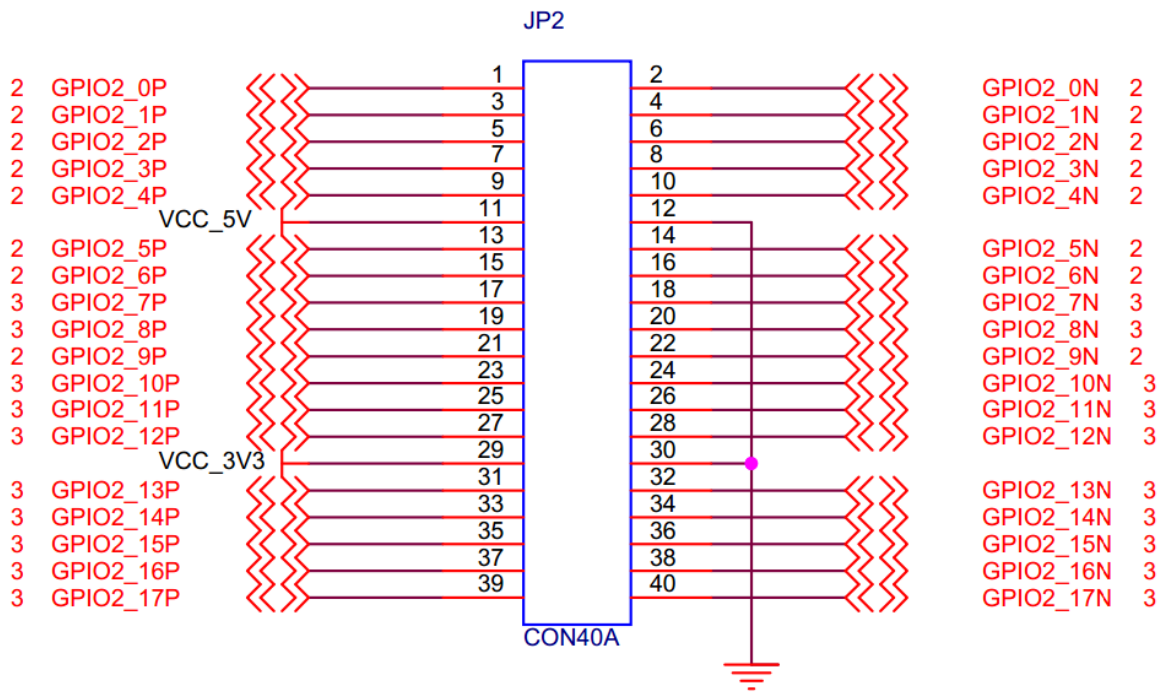 JP2
2 GPIO2_0P 1 2 GPIO2_0N 2
2 GPIO2_1P 3 4 GPIO2_1N 2
2 GPIO2_2P 5 6 GPIO2_2N 2
2 GPIO2_3P 7 8 GPIO2_3N 2
2 GPIO2_4P 9 10 GPIO2_4N 2
VCC_5V 11 12
2 GPIO2_5P 13 14 GPIO2_5N 2
2 GPIO2_6P 15 16 GPIO2_6N 2
3 GPIO2_7P 17 18 GPIO2_7N 3
3 GPIO2_8P 19 20 GPIO2_8N 3
2 GPIO2_9P 21 22 GPIO2_9N 2
3 GPIO2_10P 23 24 GPIO2_10N 3
3 GPIO2_11P 25 26 GPIO2_11N 3
3 GPIO2_12P 27 28 GPIO2_12N 3
VCC_3V3 29 30
3 GPIO2_13P 31 32 GPIO2_13N 3
3 GPIO2_14P 33 34 GPIO2_14N 3
3 GPIO2_15P 35 36 GPIO2_15N 3
3 GPIO2_16P 37 38 GPIO2_16N 3
3 GPIO2_17P 39 40 GPIO2_17N 3
CON40A